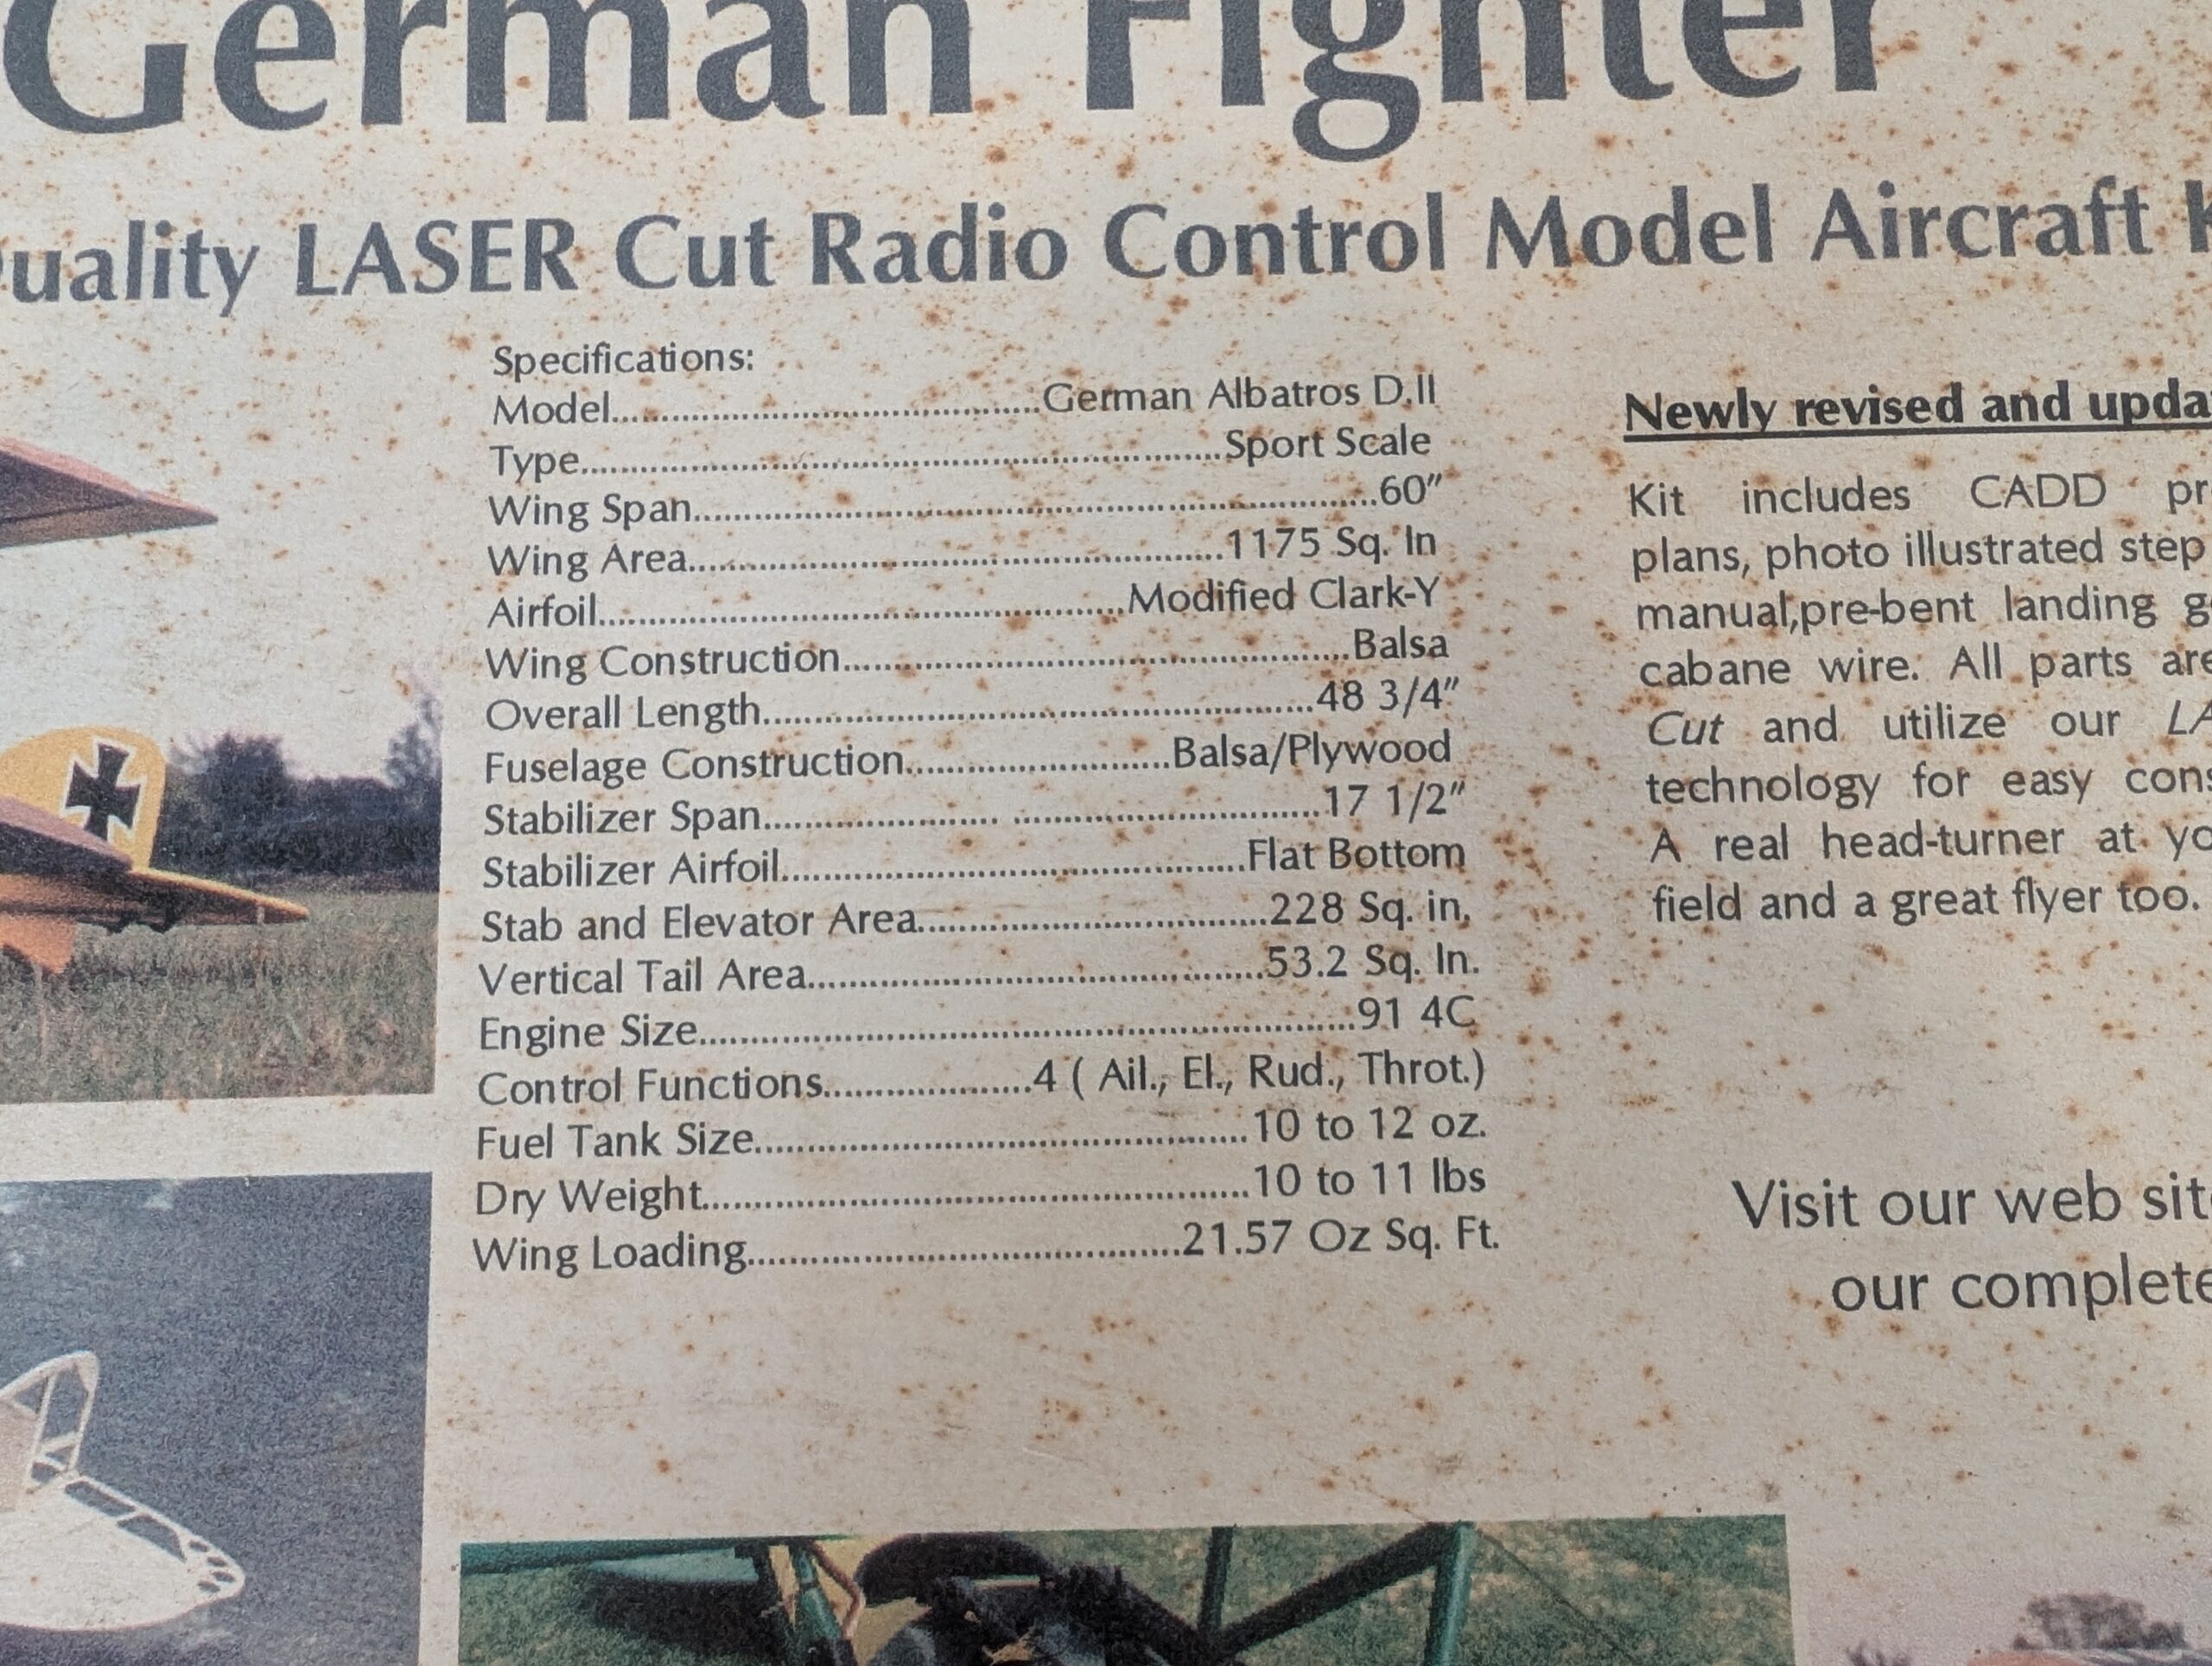 German Fighter
uality LASER Cut Radio Control Model Aircraft
Specifications:
Model..........................................German Albatros D.II
Type...............................................................Sport Scale
Wing Span...................................................................60"
Wing Area.....................................................1175 Sq. In
Airfoil....................................................Modified Clark-Y
Wing Construction..................................................Balsa
Overall Length......................................................48 3/4"
Fuselage Construction..........................Balsa/Plywood
Stabilizer Span....................... ..............................17 1/2"
Stabilizer Airfoil..............................................Flat Bottom
Stab and Elevator Area..................................228 Sq. in.
Vertical Tail Area.............................................53.2 Sq. In.
Engine Size................................................................91 4C
Control Functions....................4 ( Ail., El., Rud., Throt.)
Fuel Tank Size................................................10 to 12 oz.
Dry Weight.....................................................10 to 11 lbs
Wing Loading..........................................21.57 Oz Sq. Ft.
Newly revised and upda
Kit includes CADD pr
plans, photo illustrated step
manual,pre-bent landing g
cabane wire. All parts are
Cut and utilize our LA
technology for easy cons
A real head-turner at yo
field and a great flyer too.
Visit our web sit
our complete